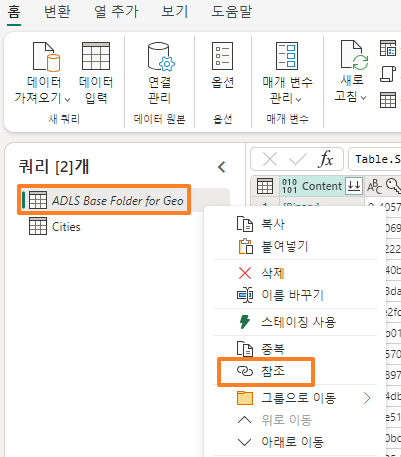 홈 변환 열 추가 보기 도움말
데이터 데이터 연결 옵션 매개 변수 새로
가져오기 입력 관리 관리 고침
새 쿼리 데이터 원본 옵션 매개 변수
쿼리 [2]개
fx Table.S
ADLS Base Folder for Geo
Cities
Content
복사
붙여넣기
삭제
이름 바꾸기
스테이징 사용
중복
참조
그룹으로 이동
위로 이동
아래로 이동